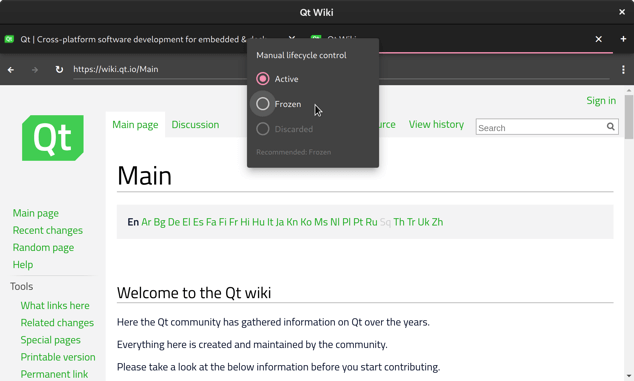 Qt Wiki
Qt | Cross-platform software development for embedded &
Qt Wiki
https://wiki.qt.io/Main
Manual lifecycle control
Active
Frozen
Discarded
Recommended: Frozen
Sign in
Qt
Main page
Discussion
View history
Search
Main
Main page
Recent changes
Random page
Help
Tools
What links here
Related changes
Special pages
Printable version
Permanent link
En Ar Bg De El Es Fa Fi Fr Hi Hu It Ja Kn Ko Ms Nl Pl Pt Ru Sq Th Tr Uk Zh
Welcome to the Qt wiki
Here the Qt community has gathered information on Qt over the years.
Everything here is created and maintained by the community.
Please take a look at the below information before you start contributing.